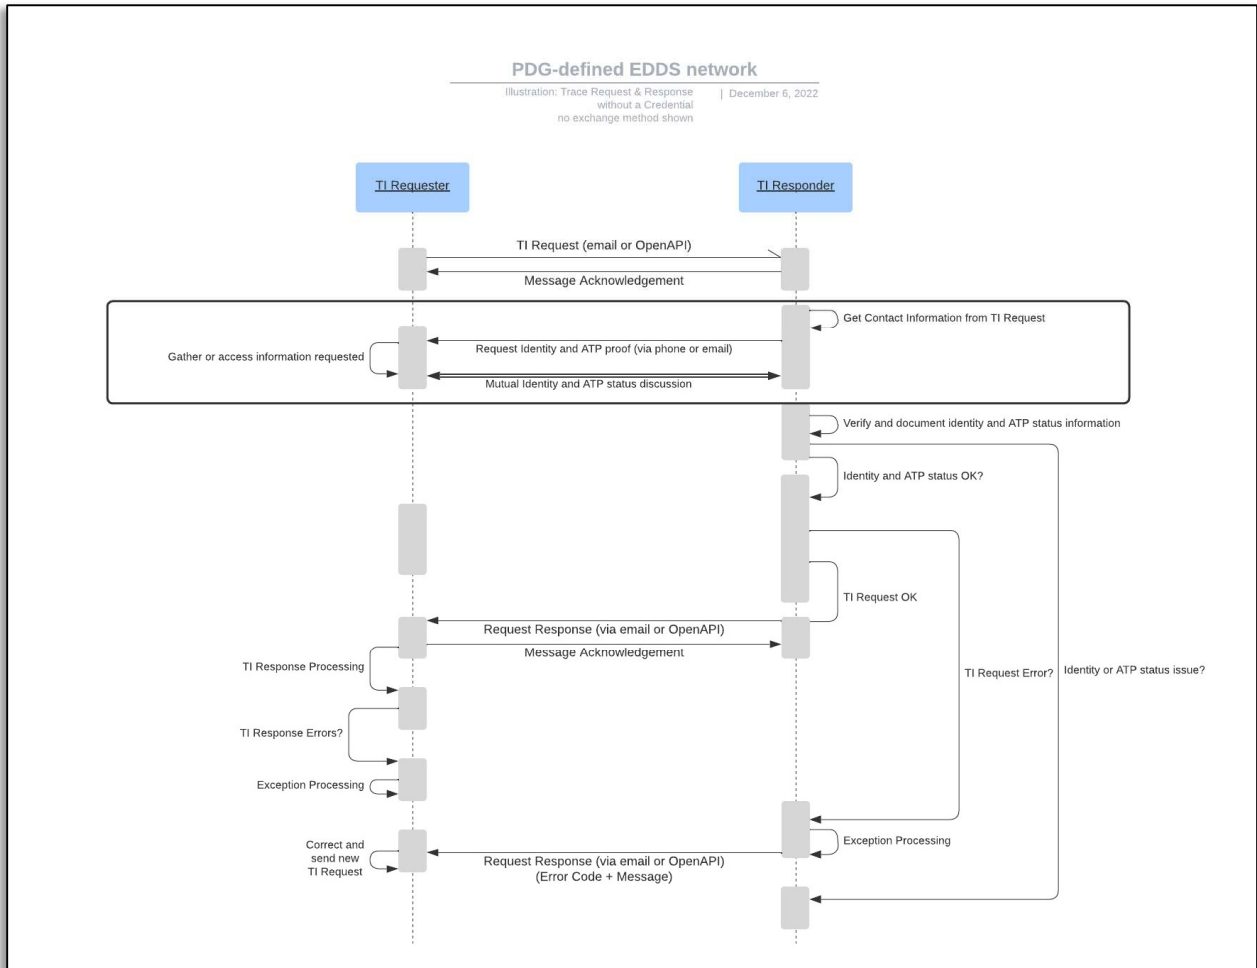 PDG-defined EDDS network
Illustration: Trace Request & Response
without a Credential
no exchange method shown
| December 6, 2022
TI Requester
TI Responder
TI Request (email or OpenAPI)
Message Acknowledgement
Get Contact Information from TI Request
Request Identity and ATP proof (via phone or email)
Gather or access information requested
Mutual Identity and ATP status discussion
Verify and document identity and ATP status information
Identity and ATP status OK?
TI Request OK
Request Response (via email or OpenAPI)
Message Acknowledgement
TI Response Processing
TI Request Error?
Identity or ATP status issue?
TI Response Errors?
Exception Processing
Exception Processing
Correct and
send new
TI Request
Request Response (via email or OpenAPI)
(Error Code + Message)